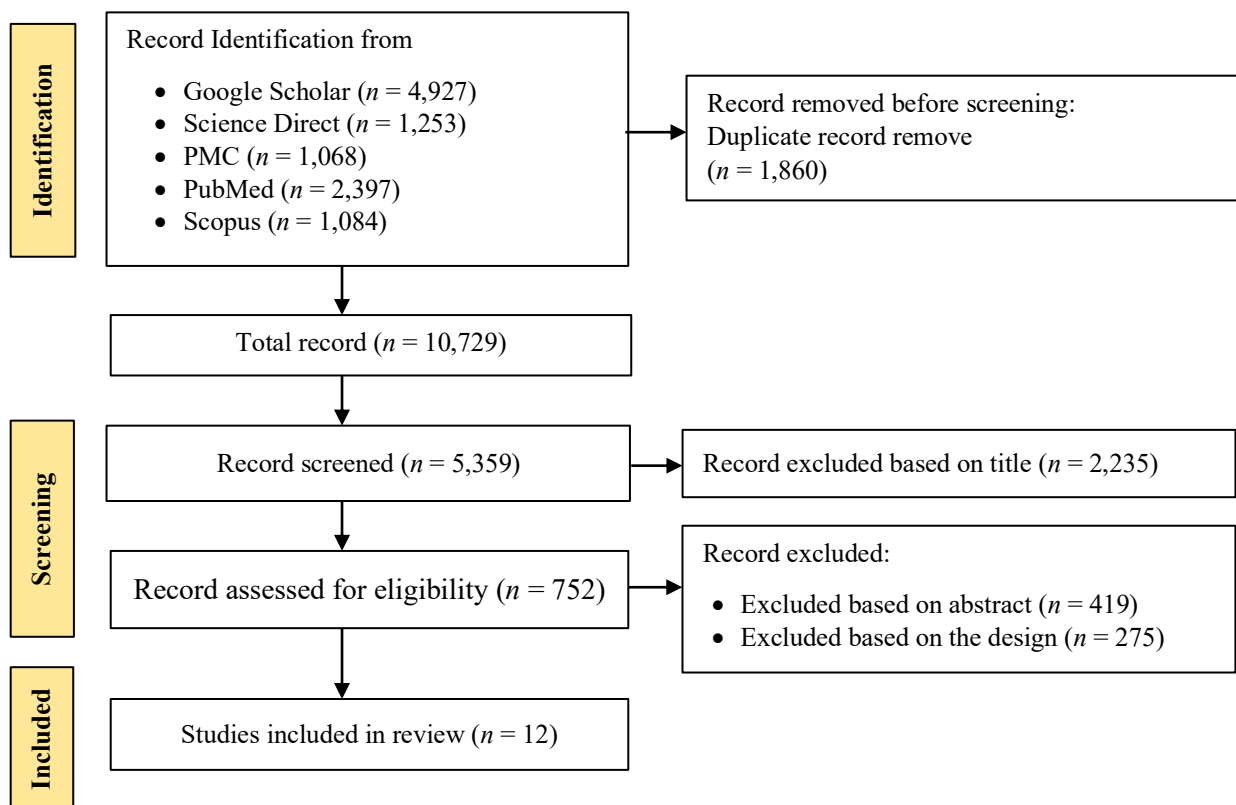 Identification
Record Identification from
• Google Scholar (n = 4,927)
• Science Direct (n = 1,253)
• PMC (n = 1,068)
• PubMed (n = 2,397)
• Scopus (n = 1,084)
Record removed before screening:
Duplicate record remove
(n = 1,860)
Total record (n = 10,729)
Screening
Record screened (n = 5,359)
Record excluded based on title (n = 2,235)
Record assessed for eligibility (n = 752)
Record excluded:
• Excluded based on abstract (n = 419)
• Excluded based on the design (n = 275)
Included
Studies included in review (n = 12)